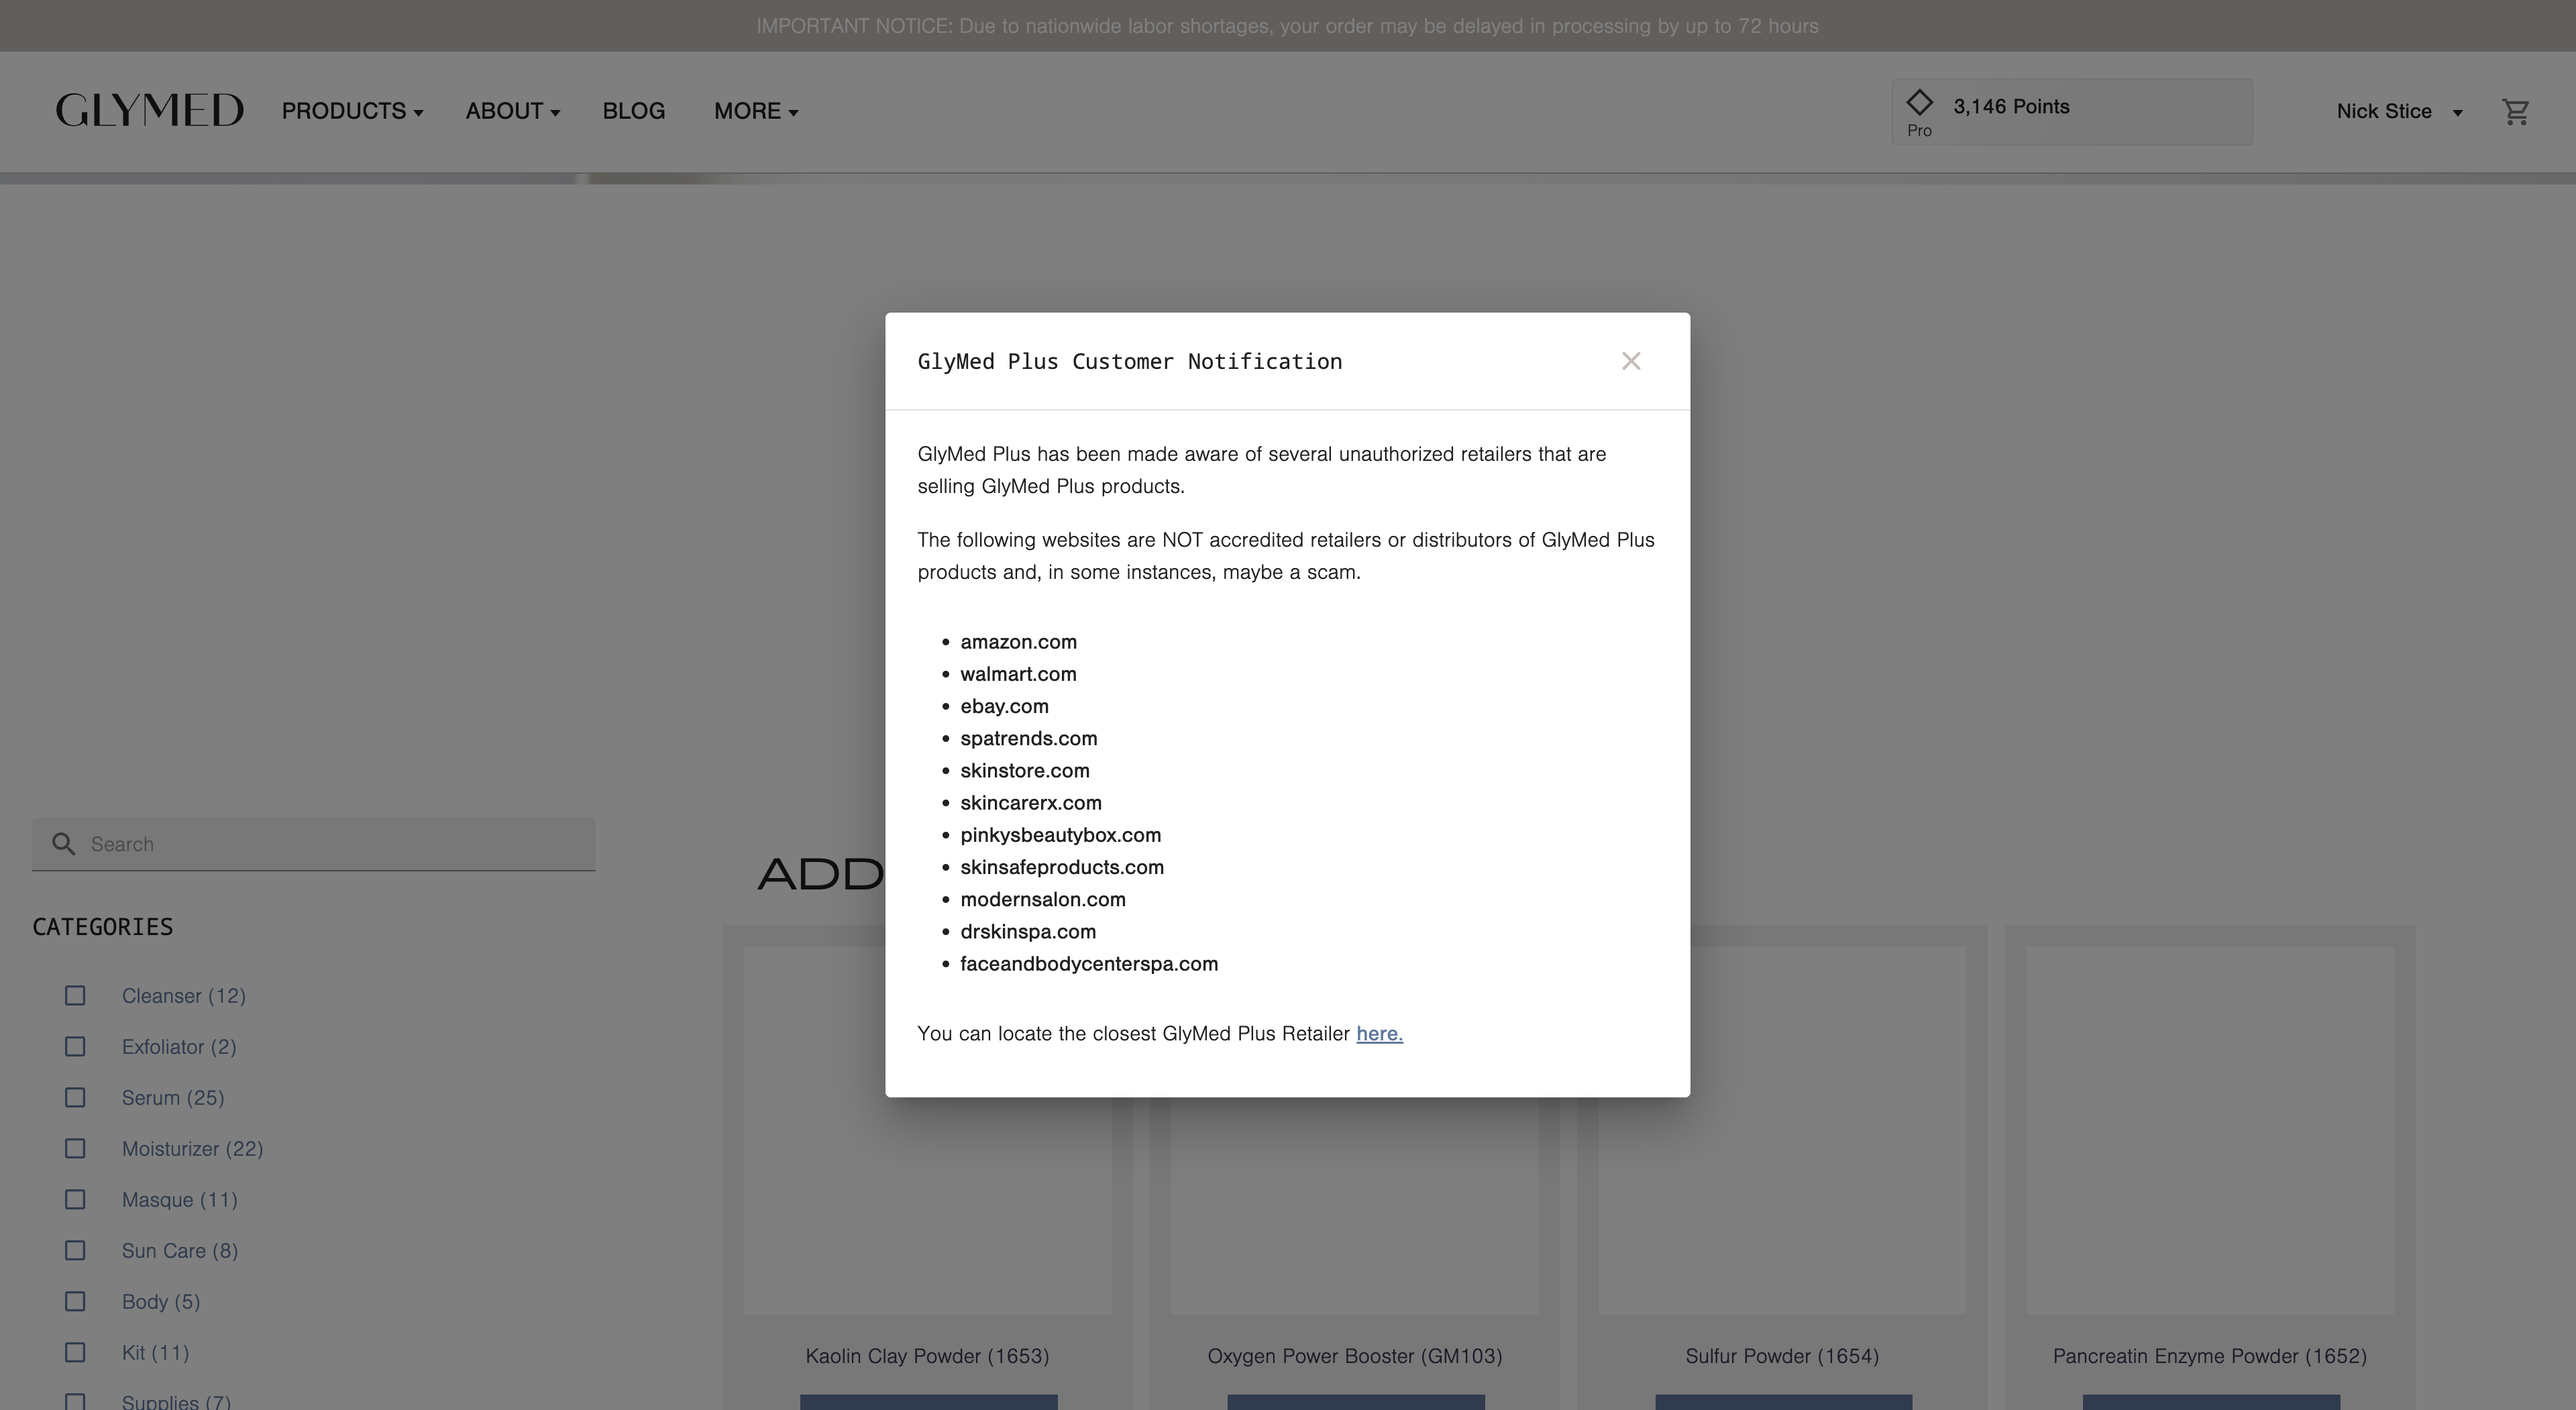 IMPORTANT NOTICE: Due to nationwide labor shortages, your order may be delayed in processing by up to 72 hours
GLYMED
PRODUCTS
ABOUT
BLOG
MORE
3,146 Points
Pro
Nick Stice
GlyMed Plus Customer Notification
GlyMed Plus has been made aware of several unauthorized retailers that are
selling GlyMed Plus products.
The following websites are NOT accredited retailers or distributors of GlyMed Plus
products and, in some instances, maybe a scam.
• amazon.com
• walmart.com
• ebay.com
• spatrends.com
• skinstore.com
• skincarerx.com
• pinkysbeautybox.com
• skinsafeproducts.com
• modernsalon.com
• drskinspa.com
• faceandbodycenterspa.com
You can locate the closest GlyMed Plus Retailer here.
Search
CATEGORIES
Cleanser (12)
Exfoliator (2)
Serum (25)
Moisturizer (22)
Masque (11)
Sun Care (8)
Body (5)
Kit (11)
Supplies (7)
ADD
Kaolin Clay Powder (1653)
Oxygen Power Booster (GM103)
Sulfur Powder (1654)
Pancreatin Enzyme Powder (1652)